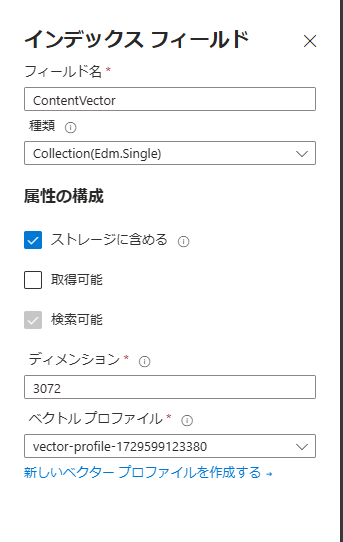 インデックス フィールド
フィールド名 *
ContentVector
種類
Collection(Edm.Single)
属性の構成
ストレージに含める
取得可能
検索可能
ディメンション *
3072
ベクトル プロファイル *
vector-profile-1729599123380
新しいベクター プロファイルを作成する →